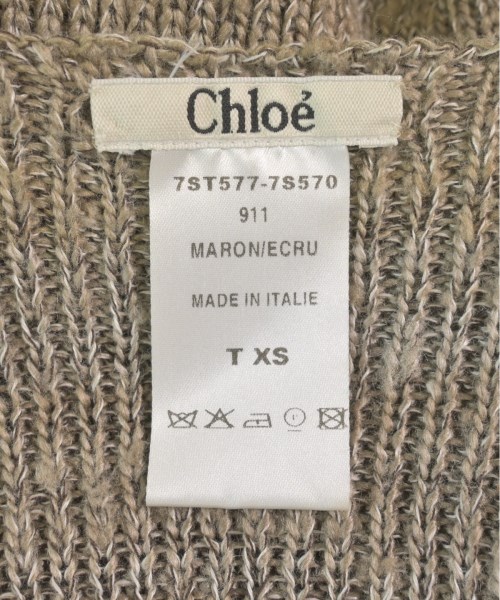 Chloé
7ST577-7S570
911
MARON/ECRU
MADE IN ITALIE
T XS